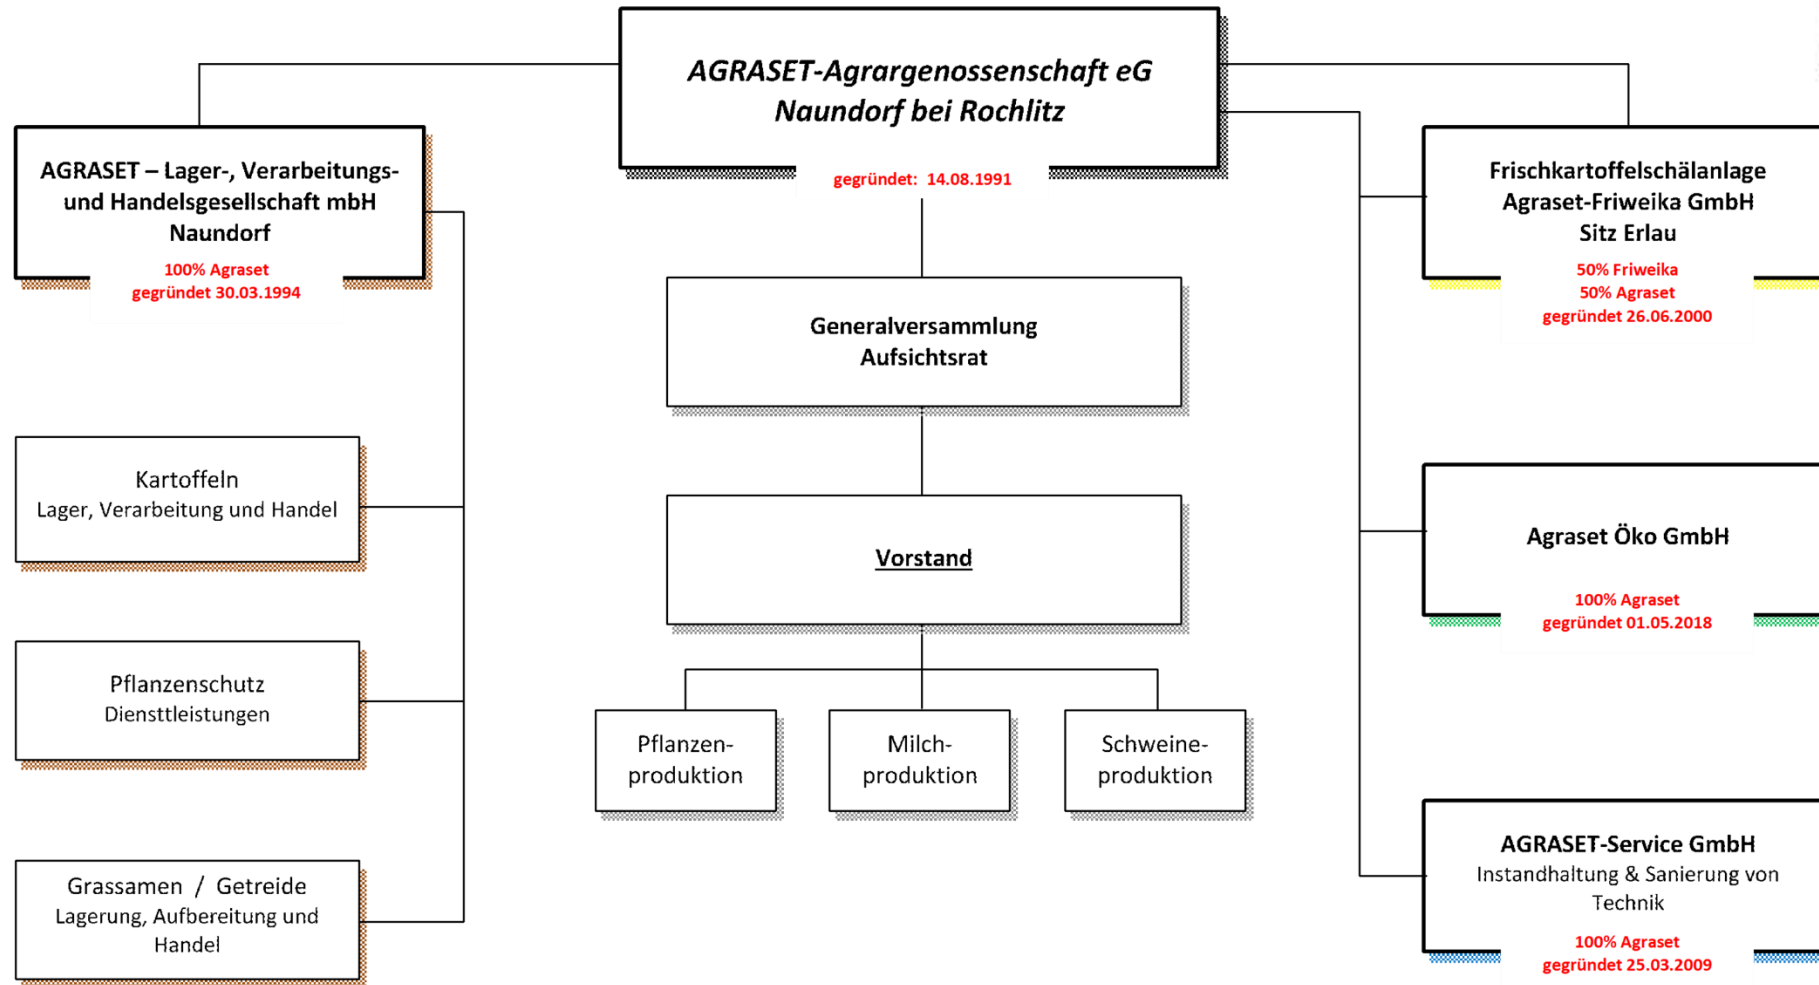 AGRASET-Agrargenossenschaft eG
Naundorf bei Rochlitz
gegründet: 14.08.1991
AGRASET – Lager-, Verarbeitungs-
und Handelsgesellschaft mbH
Naundorf
100% Agraset
gegründet 30.03.1994
Kartoffeln
Lager, Verarbeitung und Handel
Pflanzenschutz
Diensttleistungen
Grassamen / Getreide
Lagerung, Aufbereitung und
Handel
Generalversammlung
Aufsichtsrat
Vorstand
Pflanzen-
produktion
Milch-
produktion
Schweine-
produktion
Frischkartoffelschälanlage
Agraset-Friweika GmbH
Sitz Erlau
50% Friweika
50% Agraset
gegründet 26.06.2000
Agraset Öko GmbH
100% Agraset
gegründet 01.05.2018
AGRASET-Service GmbH
Instandhaltung & Sanierung von
Technik
100% Agraset
gegründet 25.03.2009